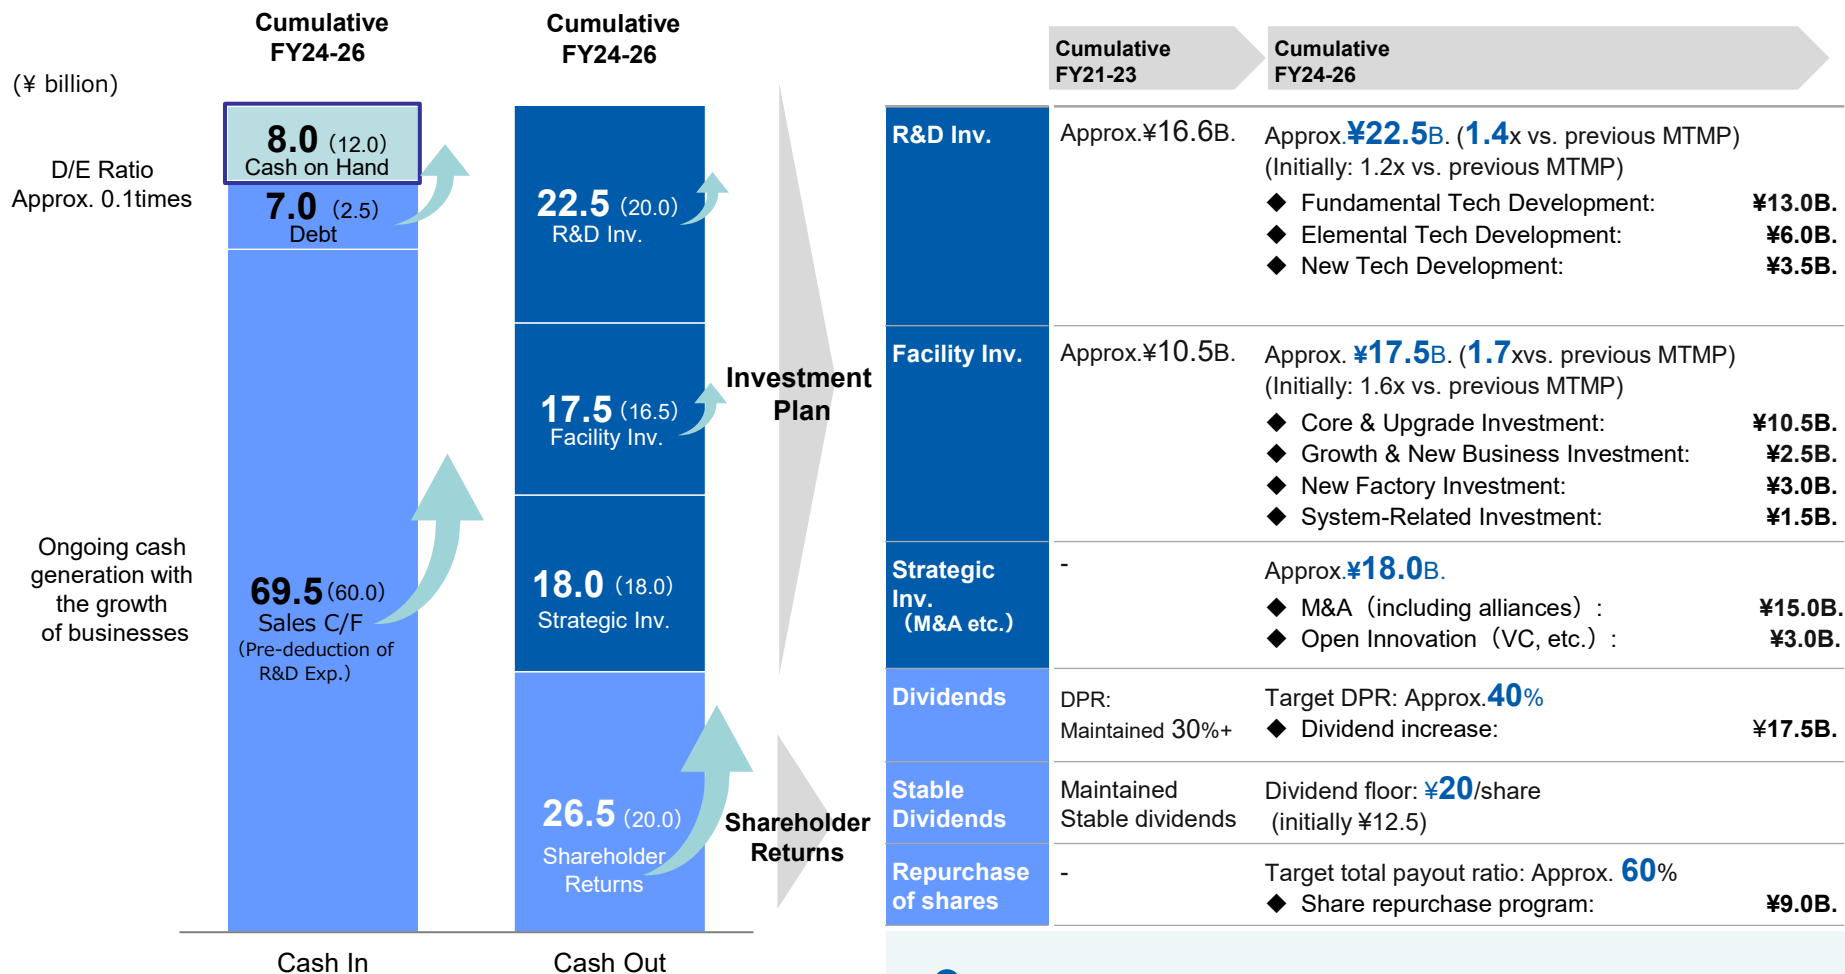 Cumulative
FY24-26
Cumulative
FY24-26
(¥ billion)
8.0 (12.0)
Cash on Hand
D/E Ratio
Approx. 0.1times
7.0 (2.5)
Debt
Ongoing cash
generation with
the growth
of businesses
69.5 (60.0)
Sales C/F
(Pre-deduction of
R&D Exp.)
Cash In
22.5 (20.0)
R&D Inv.
17.5 (16.5)
Facility Inv.
18.0 (18.0)
Strategic Inv.
26.5 (20.0)
Shareholder
Returns
Cash Out
Investment
Plan
Shareholder
Returns
Cumulative
FY21-23
Cumulative
FY24-26
R&D Inv.
Approx.¥16.6B.
Approx.¥22.5B. (1.4x vs. previous MTMP)
(Initially: 1.2x vs. previous MTMP)
◆ Fundamental Tech Development: ¥13.0B.
◆ Elemental Tech Development: ¥6.0B.
◆ New Tech Development: ¥3.5B.
Facility Inv.
Approx.¥10.5B.
Approx. ¥17.5B. (1.7xvs. previous MTMP)
(Initially: 1.6x vs. previous MTMP)
◆ Core & Upgrade Investment: ¥10.5B.
◆ Growth & New Business Investment: ¥2.5B.
◆ New Factory Investment: ¥3.0B.
◆ System-Related Investment: ¥1.5B.
Strategic
Inv.
(M&A etc.)
-
Approx.¥18.0B.
◆ M&A（including alliances）: ¥15.0B.
◆ Open Innovation（VC, etc.）: ¥3.0B.
Dividends
DPR:
Maintained 30%+
Target DPR: Approx.40%
◆ Dividend increase: ¥17.5B.
Stable
Dividends
Maintained
Stable dividends
Dividend floor: ¥20/share
(initially ¥12.5)
Repurchase
of shares
-
Target total payout ratio: Approx. 60%
◆ Share repurchase program: ¥9.0B.